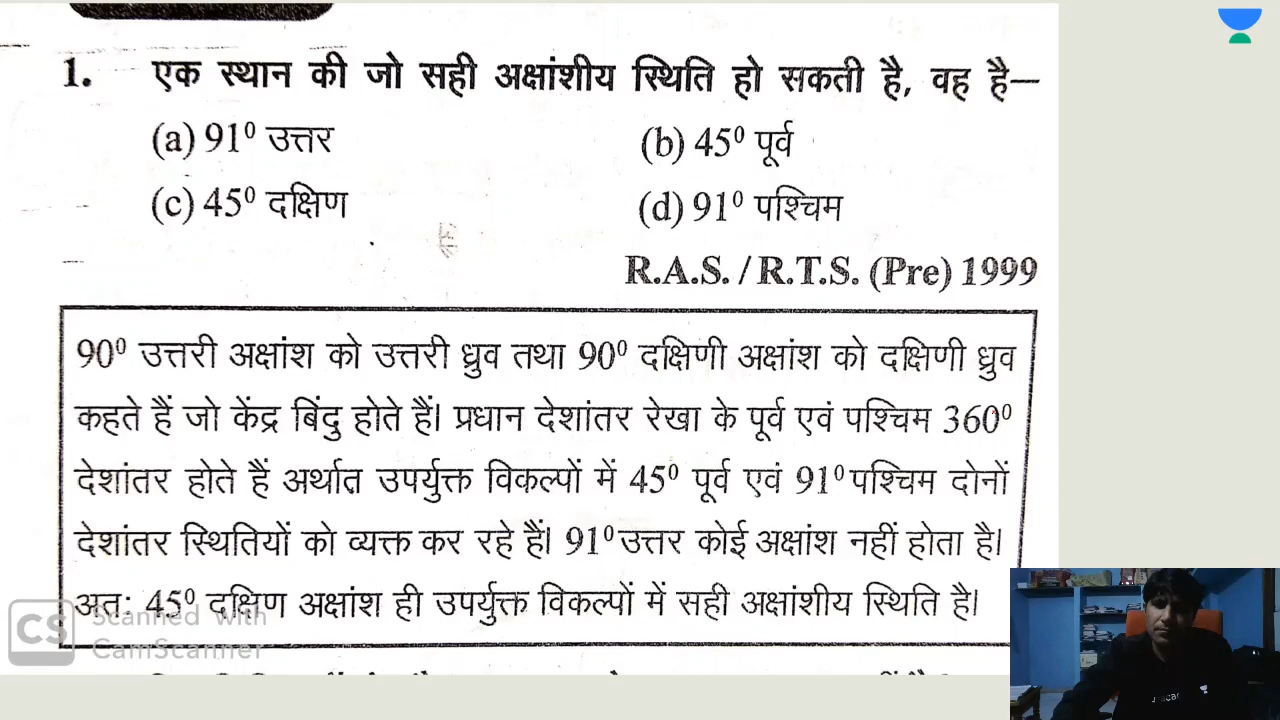 1. एक स्थान की जो सही अक्षांशीय स्थिति हो सकती है, वह है–
(a) 91⁰ उत्तर (b) 45⁰ पूर्व
(c) 45⁰ दक्षिण (d) 91⁰ पश्चिम
R.A.S. / R.T.S. (Pre) 1999
90⁰ उत्तरी अक्षांश को उत्तरी ध्रुव तथा 90⁰ दक्षिणी अक्षांश को दक्षिणी ध्रुव
कहते हैं जो केंद्र बिंदु होते हैं। प्रधान देशांतर रेखा के पूर्व एवं पश्चिम 360⁰
देशांतर होते हैं अर्थात उपर्युक्त विकल्पों में 45⁰ पूर्व एवं 91⁰ पश्चिम दोनों
देशांतर स्थितियों को व्यक्त कर रहे हैं। 91⁰ उत्तर कोई अक्षांश नहीं होता है।
अतः 45⁰ दक्षिण अक्षांश ही उपर्युक्त विकल्पों में सही अक्षांशीय स्थिति है।
CS Scanned with
CamScanner